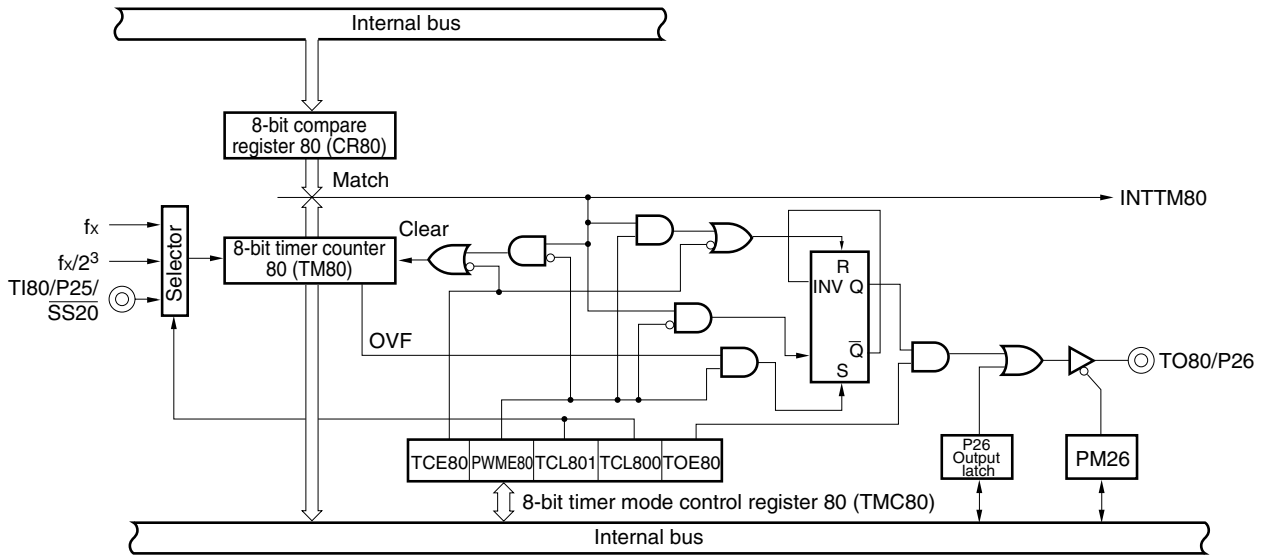 Internal bus
8-bit compare
register 80 (CR80)
Match
INTTM80
fX
fX/2³
TI80/P25/
SS20
Selector
8-bit timer counter
80 (TM80)
Clear
OVF
R
INV Q
Q
S
TO80/P26
TCE80 PWME80 TCL801 TCL800 TOE80
P26
Output
latch
PM26
8-bit timer mode control register 80 (TMC80)
Internal bus